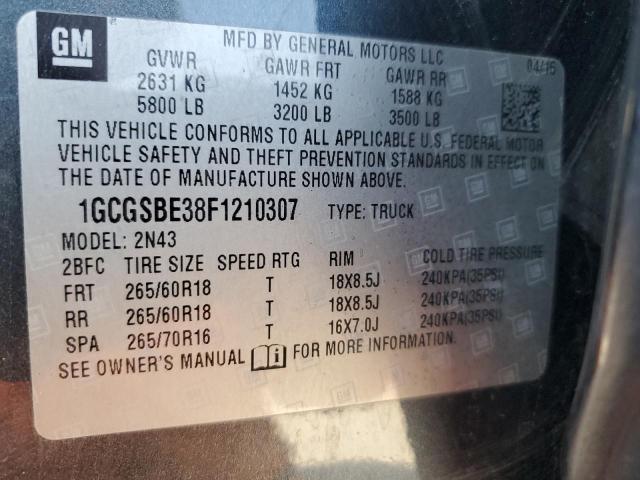 GM
MFD BY GENERAL MOTORS LLC
04/15
GVWR GAWR FRT GAWR RR
2631 KG 1452 KG 1588 KG
5800 LB 3200 LB 3500 LB
THIS VEHICLE CONFORMS TO ALL APPLICABLE U.S. FEDERAL MOTOR
VEHICLE SAFETY AND THEFT PREVENTION STANDARDS IN EFFECT ON
THE DATE OF MANUFACTURE SHOWN ABOVE.
1GCGSBE38F1210307 TYPE: TRUCK
MODEL: 2N43
2BFC TIRE SIZE SPEED RTG RIM COLD TIRE PRESSURE
FRT 265/60R18 T 18X8.5J 240KPA(35PSI)
RR 265/60R18 T 18X8.5J 240KPA(35PSI)
SPA 265/70R16 T 16X7.0J 240KPA(35PSI)
SEE OWNER'S MANUAL FOR MORE INFORMATION.